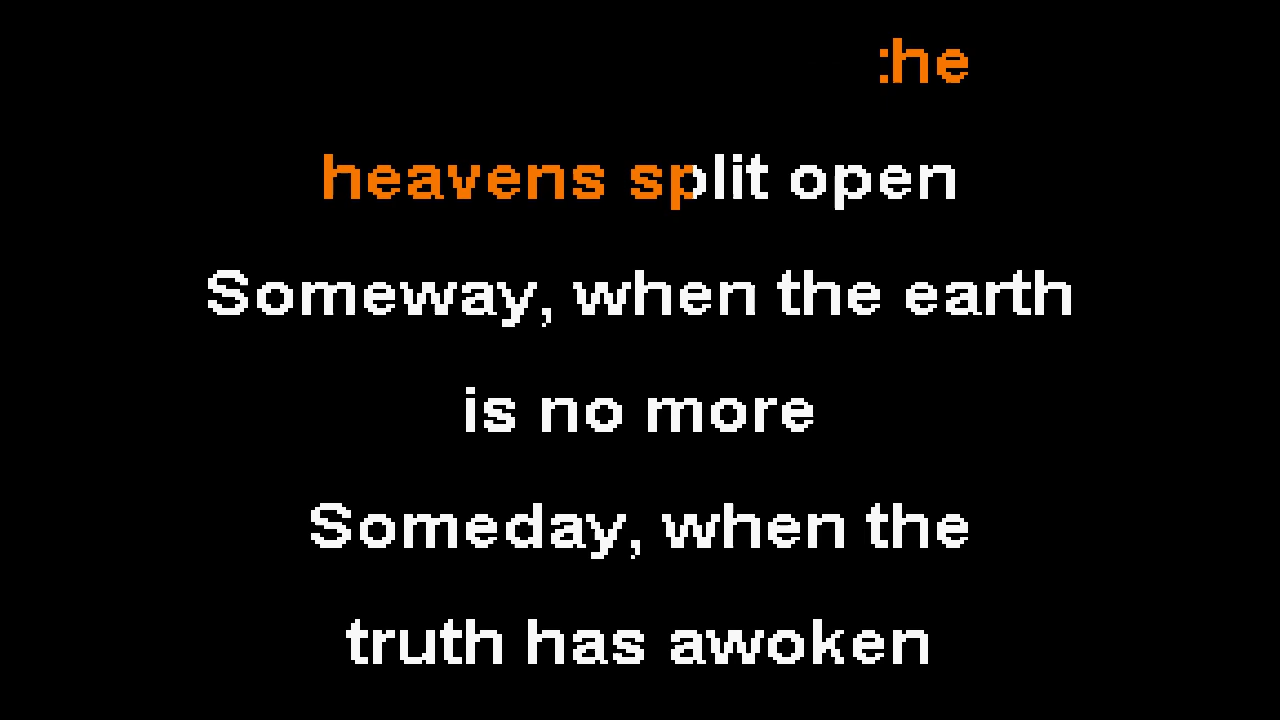 he
heavens split open
Someway, when the earth
is no more
Someday, when the
truth has awoken